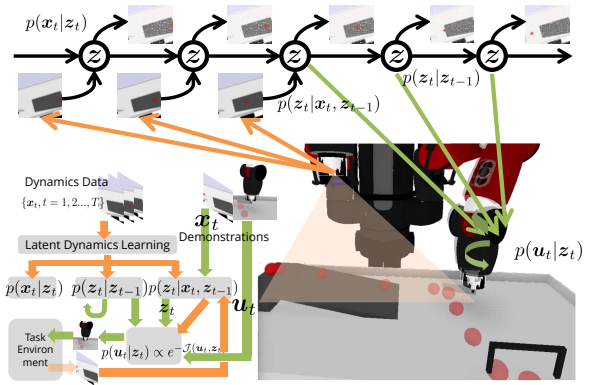 p(x_t|z_t)
z z z z z
p(z_t|z_{t−1})
p(z_t|x_t, z_{t−1})
Dynamics Data
{x_t, t = 1, 2..., T}
x_t
Demonstrations
Latent Dynamics Learning
p(u_t|z_t)
p(x_t|z_t) p(z_t|z_{t−1}) p(z_t|x_t, z_{t−1})
z_t
u_t
Task
Environ
ment
p(u_t|z_t) ∝ e^{−J(u_t, z_t}